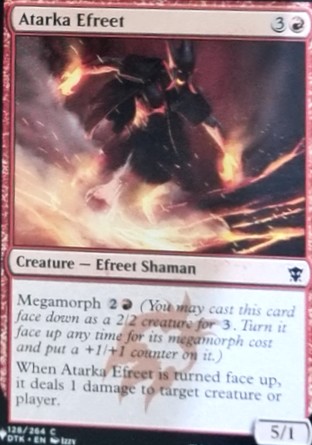 Atarka Efreet 3
Creature — Efreet Shaman
Megamorph 2 (You may cast this card
face down as a 2/2 creature for 3. Turn it
face up any time for its megamorph cost
and put a +1/+1 counter on it.)
When Atarka Efreet is turned face up,
it deals 1 damage to target creature or
player.
128/264 C
DTK • EN Izzy
5/1